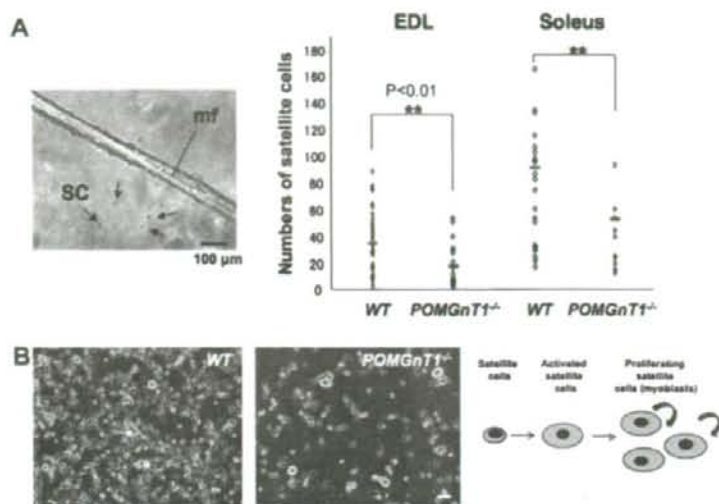 A
EDL
Soleus
Numbers of satellite cells
180
160
140
120
100
80
60
40
20
0
P<0.01
**
**
WT
POMGnT1-/-
WT
POMGnT1-/-
mf
SC
100 μm
B
WT
POMGnT1-/-
Satellite
cells
Activated
satellite
cells
Proliferating
satellite
cells (myoblasts)